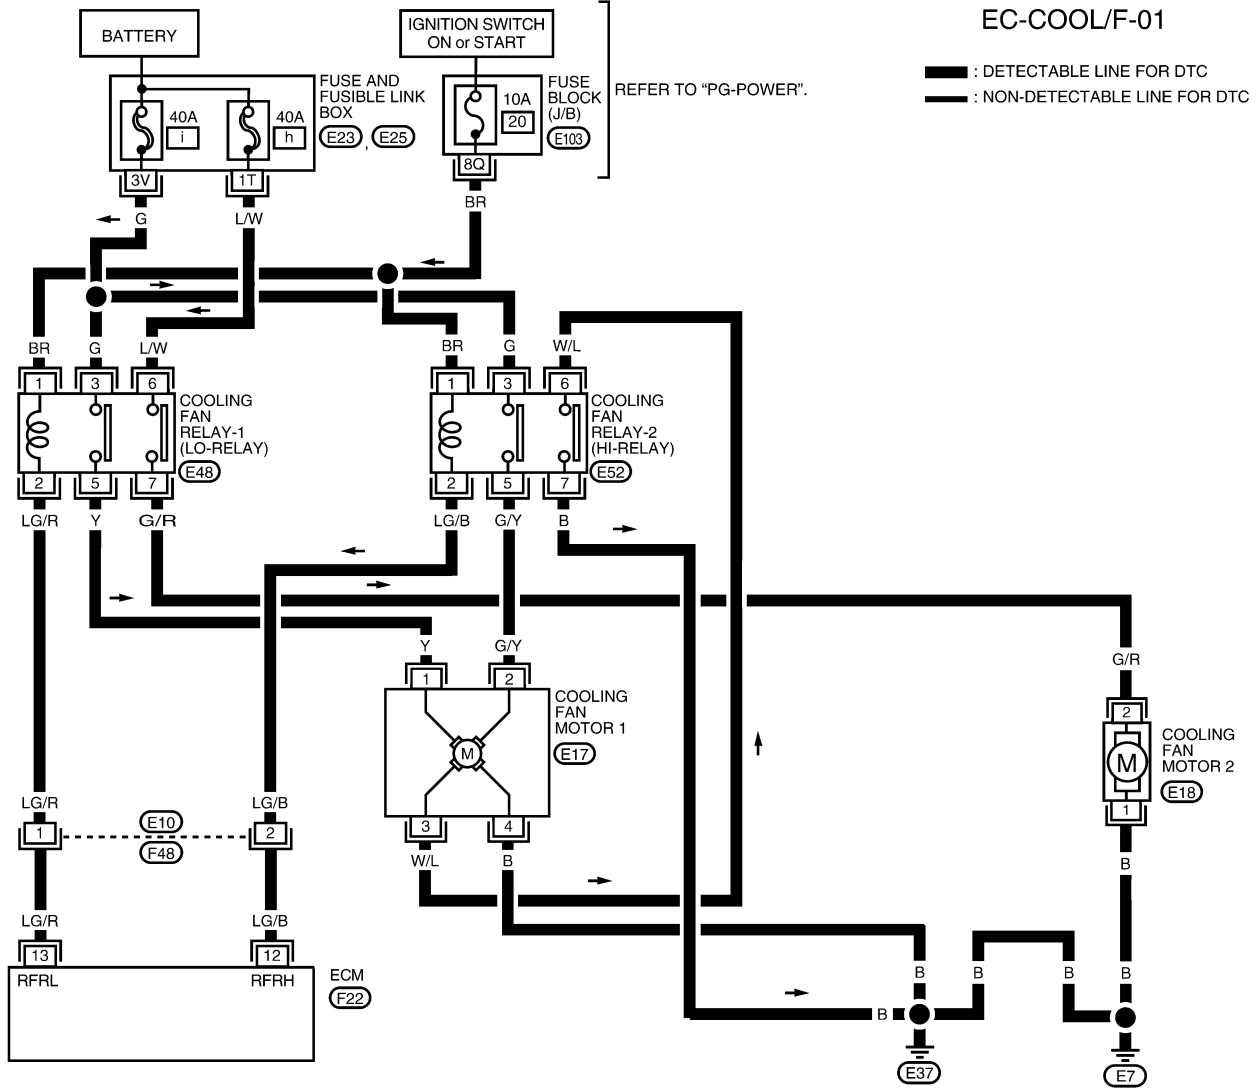 EC-COOL/F-01
: DETECTABLE LINE FOR DTC
: NON-DETECTABLE LINE FOR DTC
BATTERY
IGNITION SWITCH
ON or START
REFER TO “PG-POWER”.
FUSE AND
FUSIBLE LINK
BOX
E23 , E25
40A
i
40A
h
10A
20
FUSE
BLOCK
(J/B)
E103
3V
1T
8Q
G
L/W
BR
BR
G
L/W
BR
G
W/L
1
3
6
1
3
6
COOLING
FAN
RELAY-1
(LO-RELAY)
E48
COOLING
FAN
RELAY-2
(HI-RELAY)
E52
2
5
7
2
5
7
LG/R
Y
G/R
LG/B
G/Y
B
Y
G/Y
G/R
1
2
COOLING
FAN
MOTOR 1
E17
M
3
4
W/L
B
2
M
COOLING
FAN
MOTOR 2
E18
1
B
LG/R
LG/B
1
E10
F48
2
LG/R
LG/B
13
12
RFRL
RFRH
ECM
F22
B
B
B
B
B
E37
E7